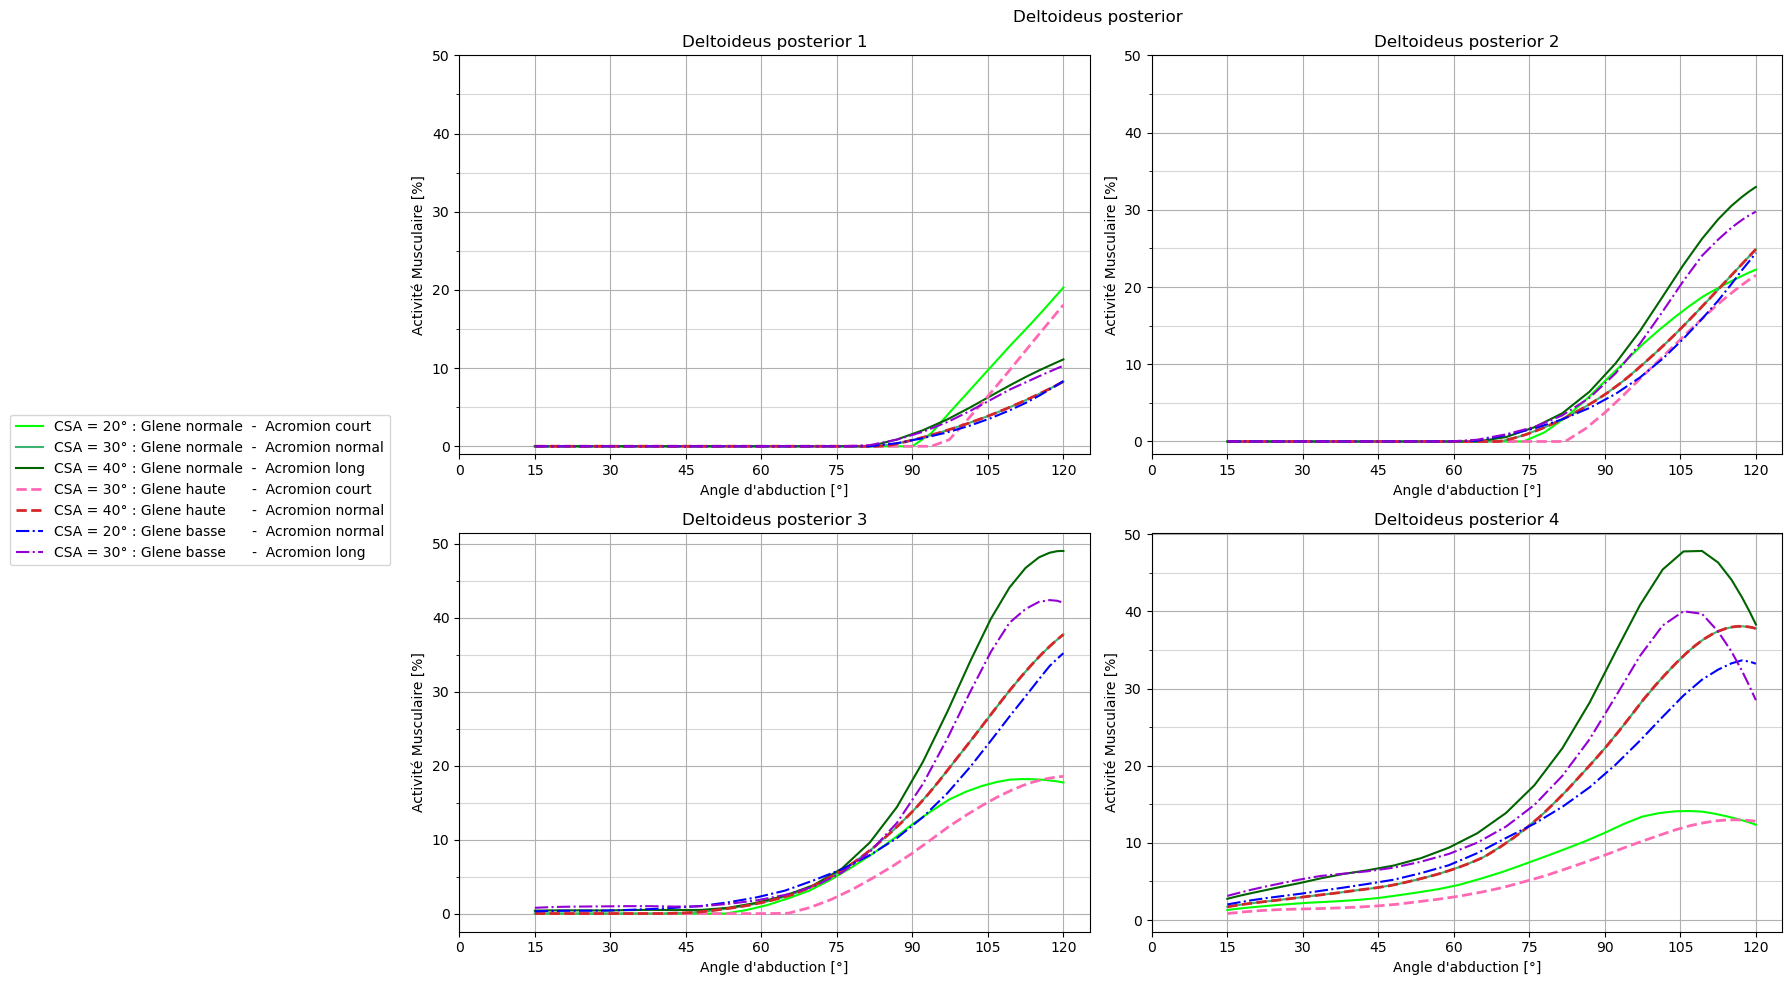 Deltoideus posterior
Deltoideus posterior 1
50
40
30
20
10
0
Activité Musculaire [%]
0 15 30 45 60 75 90 105 120
Angle d'abduction [°]
Deltoideus posterior 2
50
40
30
20
10
0
Activité Musculaire [%]
0 15 30 45 60 75 90 105 120
Angle d'abduction [°]
CSA = 20° : Glene normale - Acromion court
CSA = 30° : Glene normale - Acromion normal
CSA = 40° : Glene normale - Acromion long
CSA = 30° : Glene haute - Acromion court
CSA = 40° : Glene haute - Acromion normal
CSA = 20° : Glene basse - Acromion normal
CSA = 30° : Glene basse - Acromion long
Deltoideus posterior 3
50
40
30
20
10
0
Activité Musculaire [%]
0 15 30 45 60 75 90 105 120
Angle d'abduction [°]
Deltoideus posterior 4
50
40
30
20
10
0
Activité Musculaire [%]
0 15 30 45 60 75 90 105 120
Angle d'abduction [°]